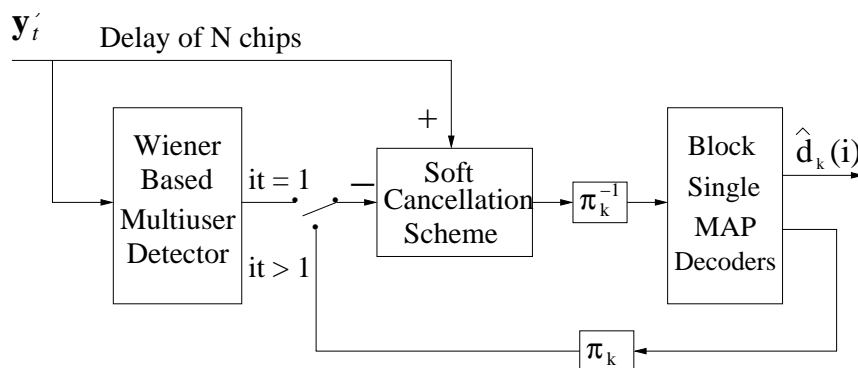 y′t
Delay of N chips
+
Wiener
Based
Multiuser
Detector
it = 1
it > 1
−
Soft
Cancellation
Scheme
π_k^{-1}
Block
Single
MAP
Decoders
d̂_k(i)
π_k